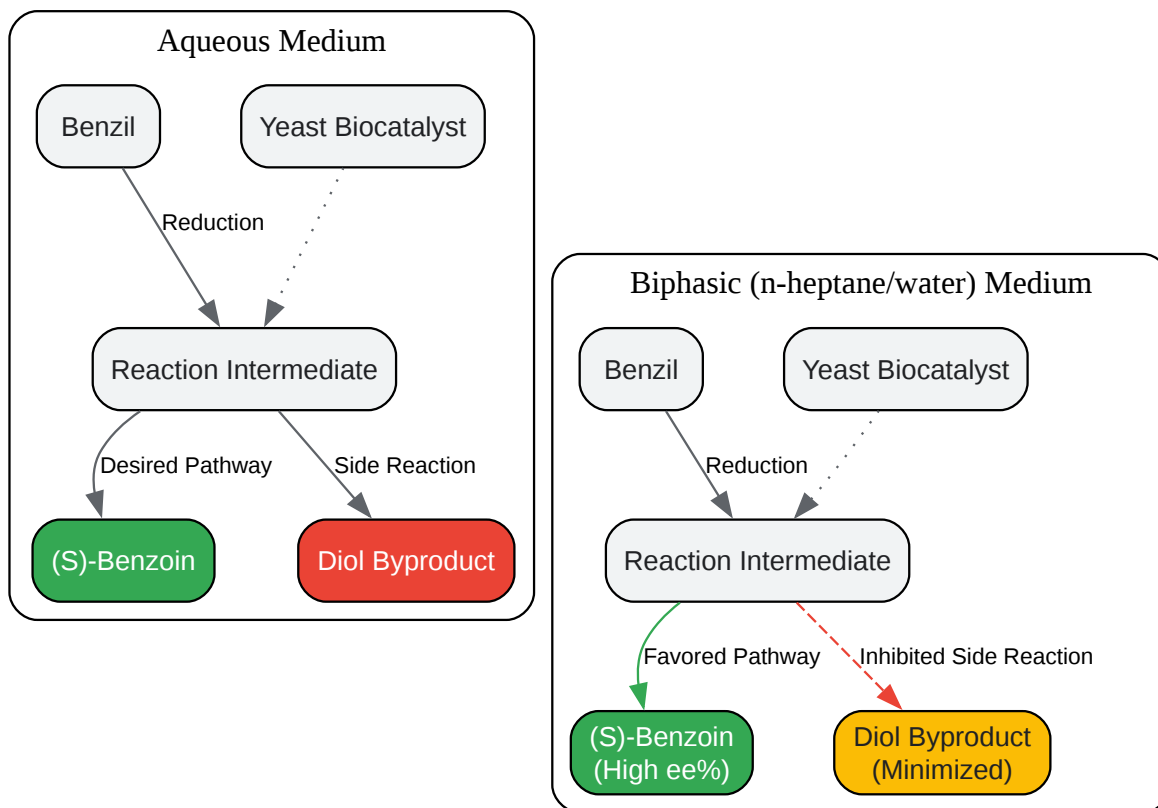 Aqueous Medium
Benzil
Yeast Biocatalyst
Reduction
Reaction Intermediate
Desired Pathway
Side Reaction
(S)-Benzoin
Diol Byproduct
Biphasic (n-heptane/water) Medium
Benzil
Yeast Biocatalyst
Reduction
Reaction Intermediate
Favored Pathway
Inhibited Side Reaction
(S)-Benzoin
(High ee%)
Diol Byproduct
(Minimized)